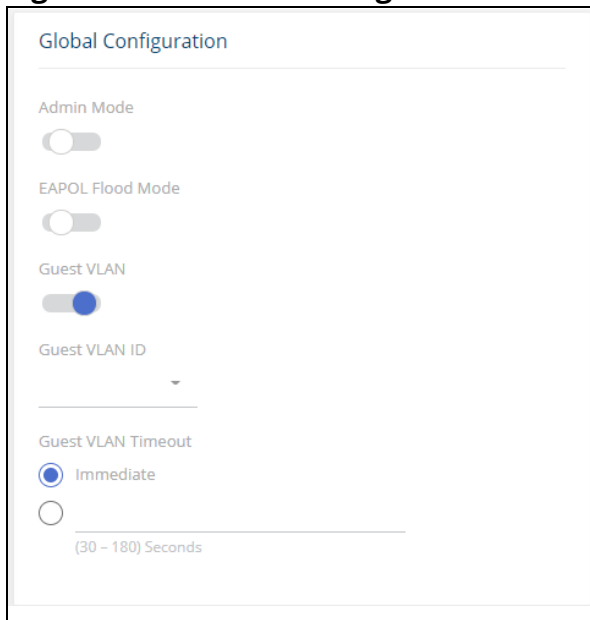 Global Configuration
Admin Mode
EAPOL Flood Mode
Guest VLAN
Guest VLAN ID
Guest VLAN Timeout
Immediate
(30 – 180) Seconds